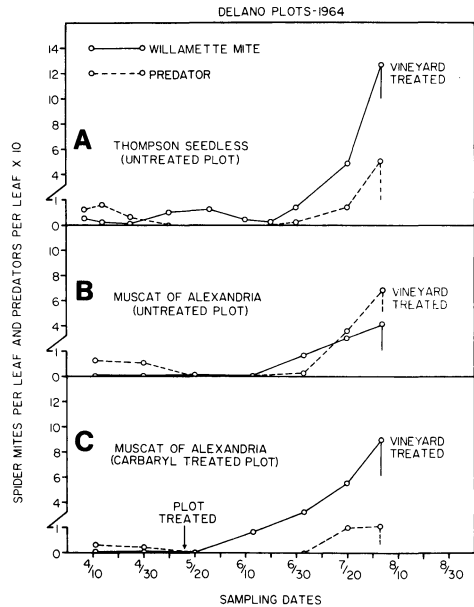 DELANO PLOTS-1964
WILLAMETTE MITE
PREDATOR
VINEYARD
TREATED
A
THOMPSON SEEDLESS
(UNTREATED PLOT)
14
12
10
8
6
4
1
0
B
MUSCAT OF ALEXANDRIA
(UNTREATED PLOT)
VINEYARD
TREATED
10
8
6
4
1
0
C
MUSCAT OF ALEXANDRIA
(CARBARYL TREATED PLOT)
VINEYARD
TREATED
PLOT
TREATED
12
10
8
6
4
1
0
4/10 4/30 5/20 6/10 6/30 7/20 8/10 8/30
SAMPLING DATES
SPIDER MITES PER LEAF AND PREDATORS PER LEAF X 10